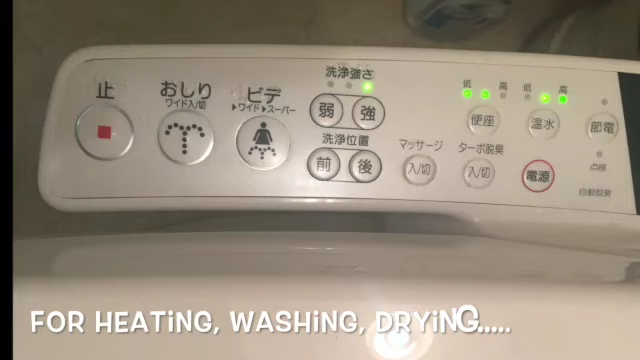 止
おしり
ワイド入/切
ビデ
▶ワイド▶スーパー
洗浄強さ
弱 強
洗浄位置
前 後
マッサージ
入/切
ターボ脱臭
入/切
低 高
便座
低 高
温水
電源
節電
点検
自動脱臭
FOR HEATING, WASHING, DRYING.....